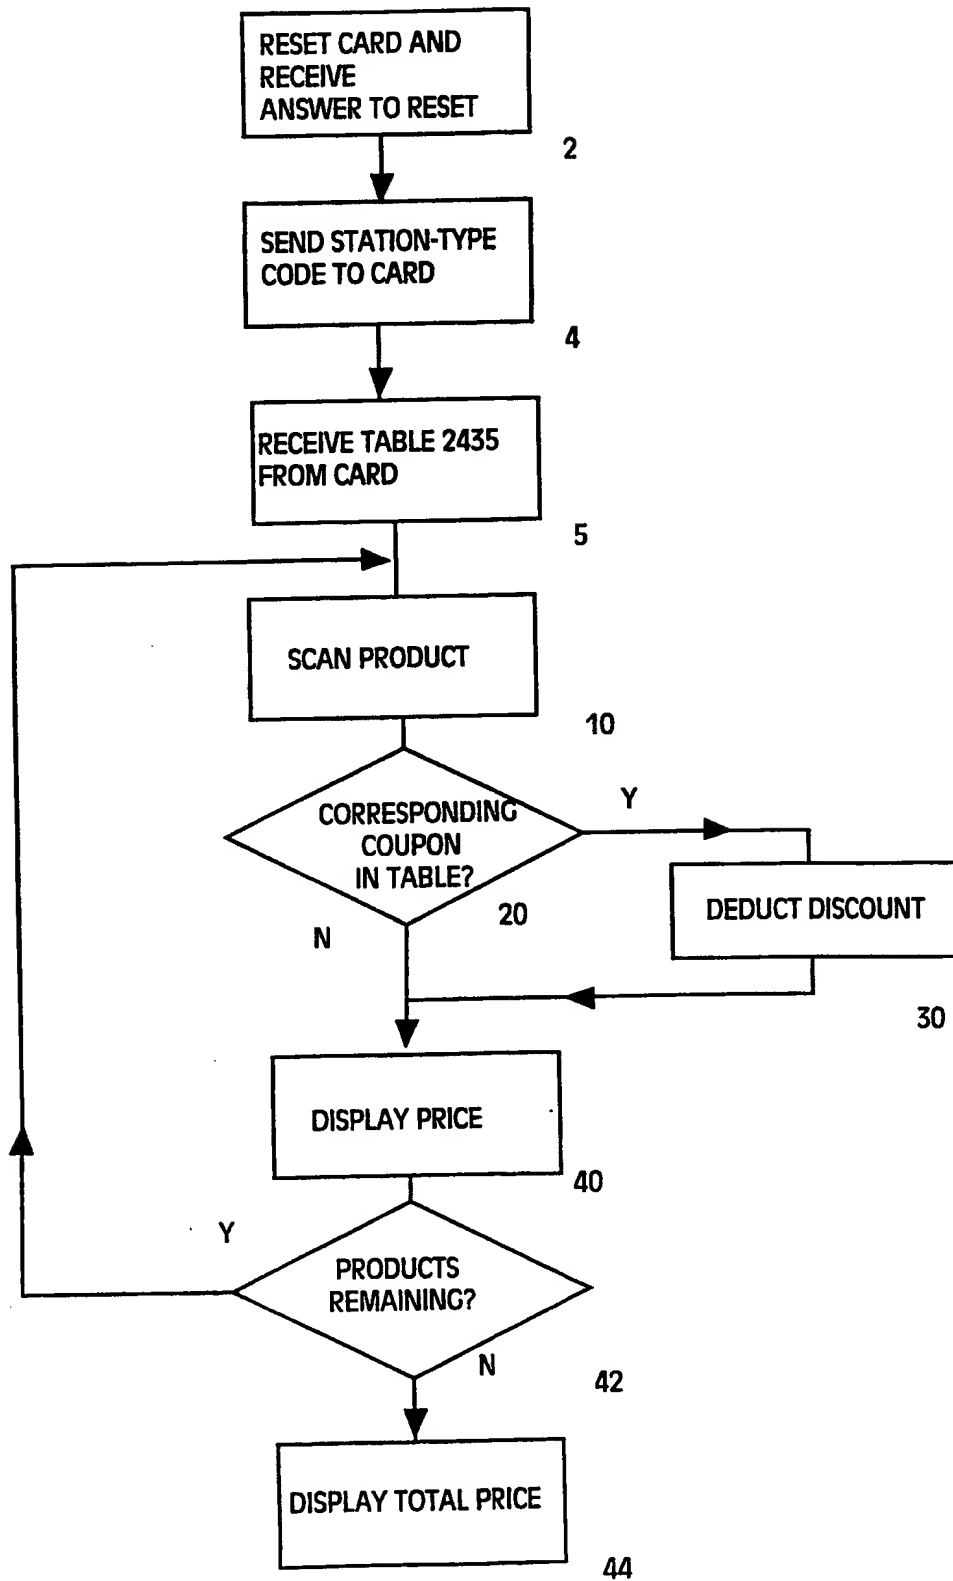 RESET CARD AND
RECEIVE
ANSWER TO RESET
2
SEND STATION-TYPE
CODE TO CARD
4
RECEIVE TABLE 2435
FROM CARD
5
SCAN PRODUCT
10
CORRESPONDING
COUPON
IN TABLE?
20
Y
N
DEDUCT DISCOUNT
30
DISPLAY PRICE
40
Y
PRODUCTS
REMAINING?
N
42
DISPLAY TOTAL PRICE
44